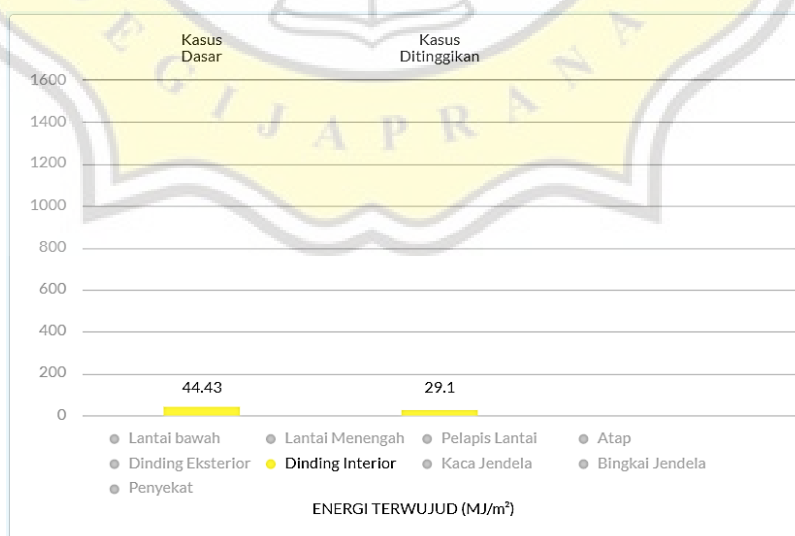 Kasus
Dasar
Kasus
Ditinggikan
EGIJAPRANA
1600
1400
1200
1000
800
600
400
200
0
44.43
29.1
Lantai bawah
Lantai Menengah
Pelapis Lantai
Atap
Dinding Eksterior
Dinding Interior
Kaca Jendela
Bingkai Jendela
Penyekat
ENERGI TERWUJUD (MJ/m²)